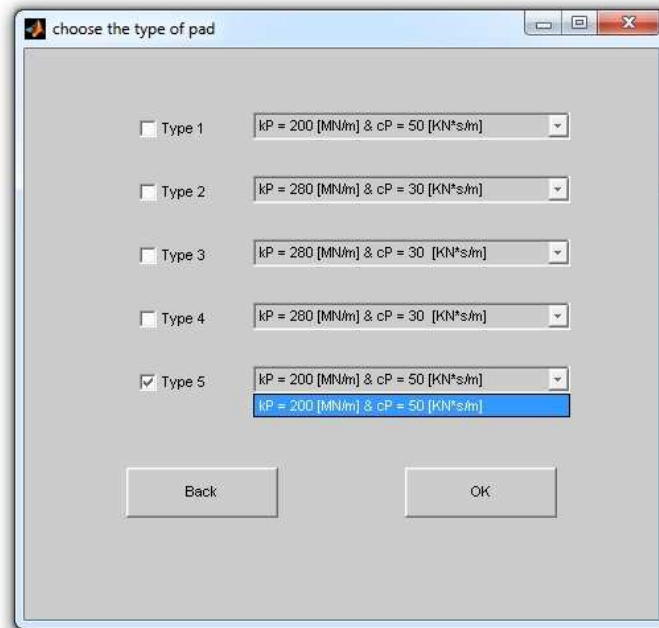 choose the type of pad
Type 1 kP = 200 [MN/m] & cP = 50 [KN*s/m]
Type 2 kP = 280 [MN/m] & cP = 30 [KN*s/m]
Type 3 kP = 280 [MN/m] & cP = 30  [KN*s/m]
Type 4 kP = 280 [MN/m] & cP = 30  [KN*s/m]
Type 5 kP = 200 [MN/m] & cP = 50 [KN*s/m]
kP = 200 [MN/m] & cP = 50 [KN*s/m]
Back OK